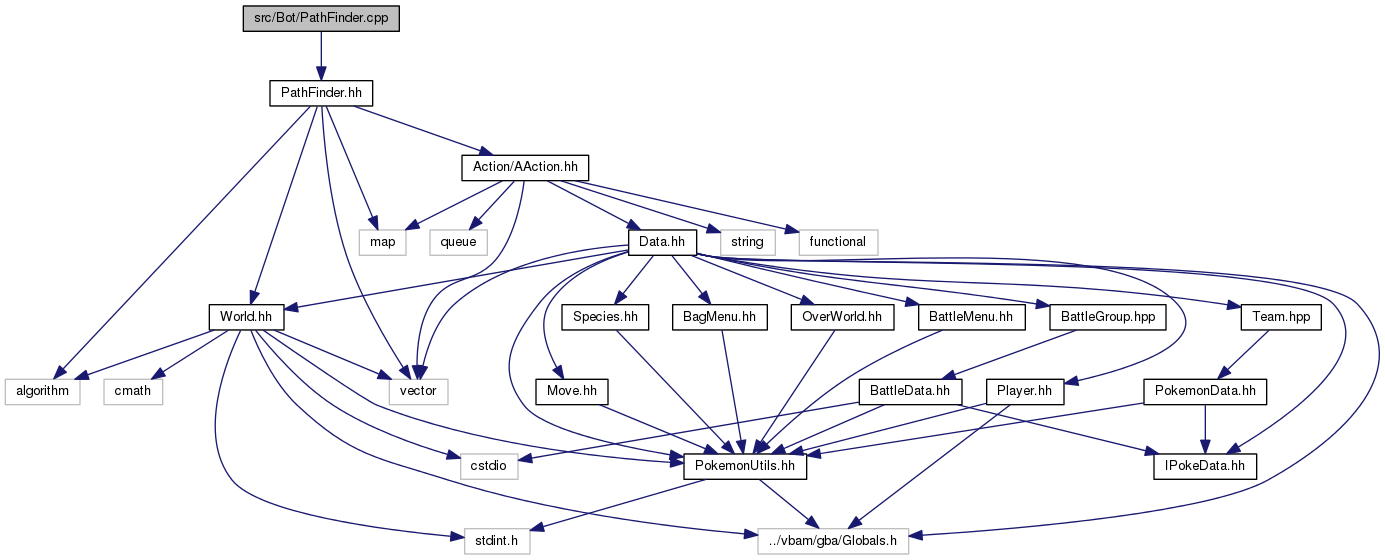 src/Bot/PathFinder.cpp
PathFinder.hh
Action/AAction.hh
map
queue
Data.hh
string
functional
World.hh
Species.hh
BagMenu.hh
OverWorld.hh
BattleMenu.hh
BattleGroup.hpp
Team.hpp
algorithm
cmath
vector
Move.hh
BattleData.hh
Player.hh
PokemonData.hh
cstdio
PokemonUtils.hh
IPokeData.hh
stdint.h
../vbam/gba/Globals.h